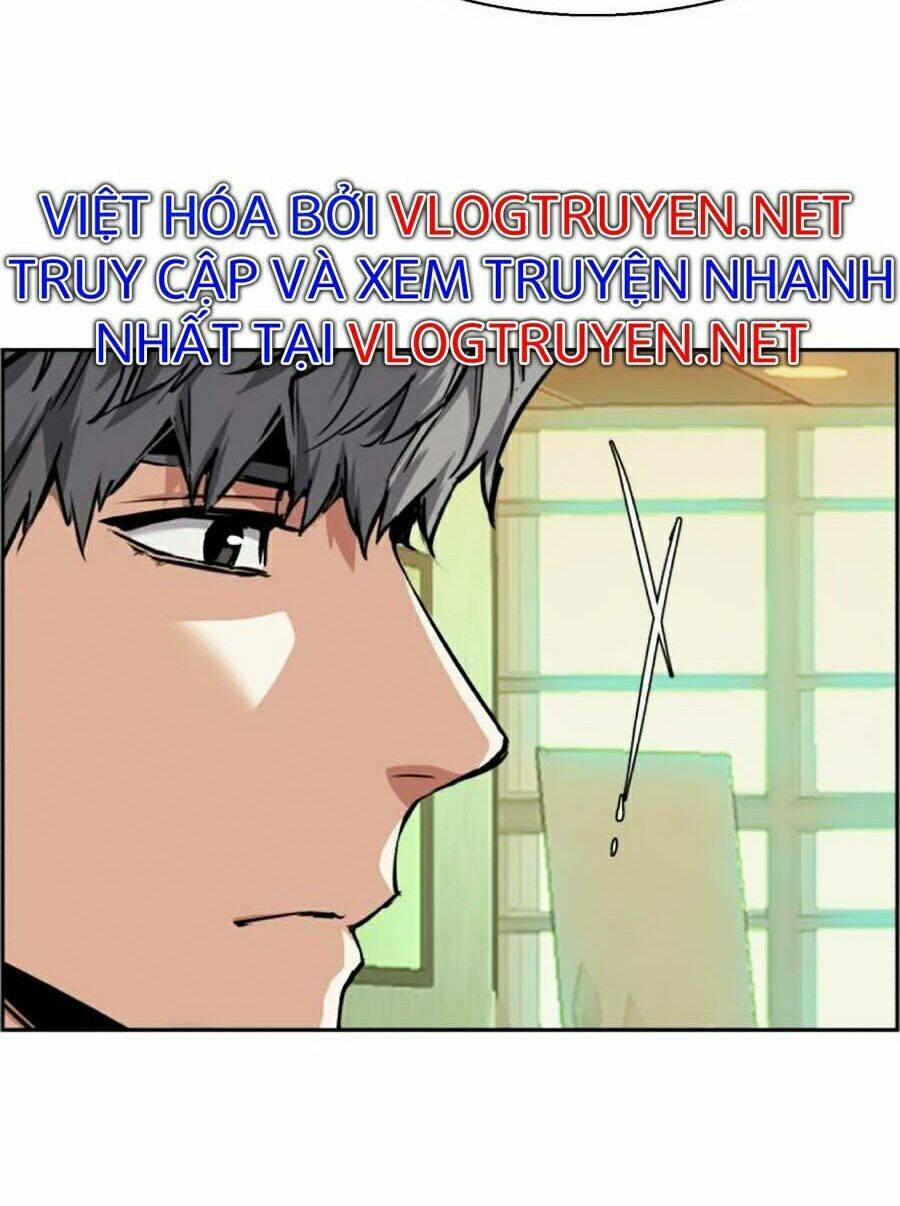 VIỆT HÓA BỞI VLOGTRUYEN.NET
TRUY CẬP VÀ XEM TRUYỆN NHANH
NHẤT TẠI VLOGTRUYEN.NET